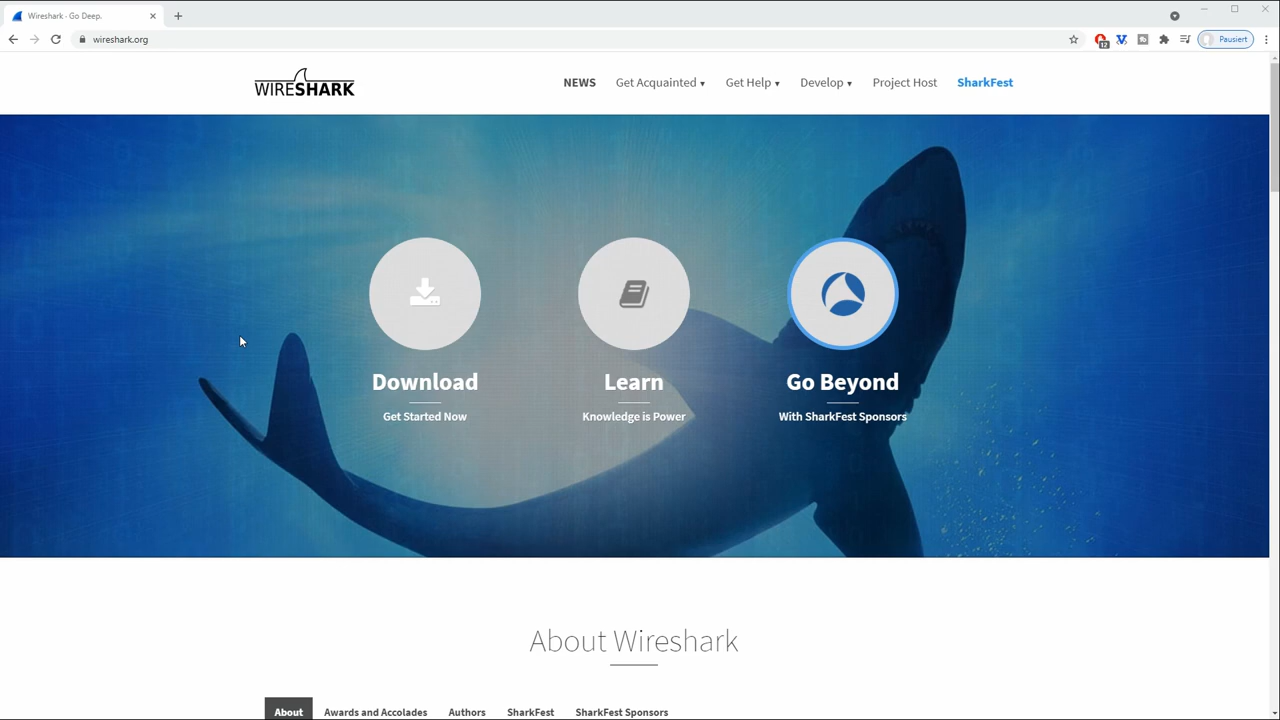 Wireshark - Go Deep.
wireshark.org
12
Pausiert
WIRESHARK
NEWS
Get Acquainted
Get Help
Develop
Project Host
SharkFest
Download
Get Started Now
Learn
Knowledge is Power
Go Beyond
With SharkFest Sponsors
About Wireshark
About
Awards and Accolades
Authors
SharkFest
SharkFest Sponsors